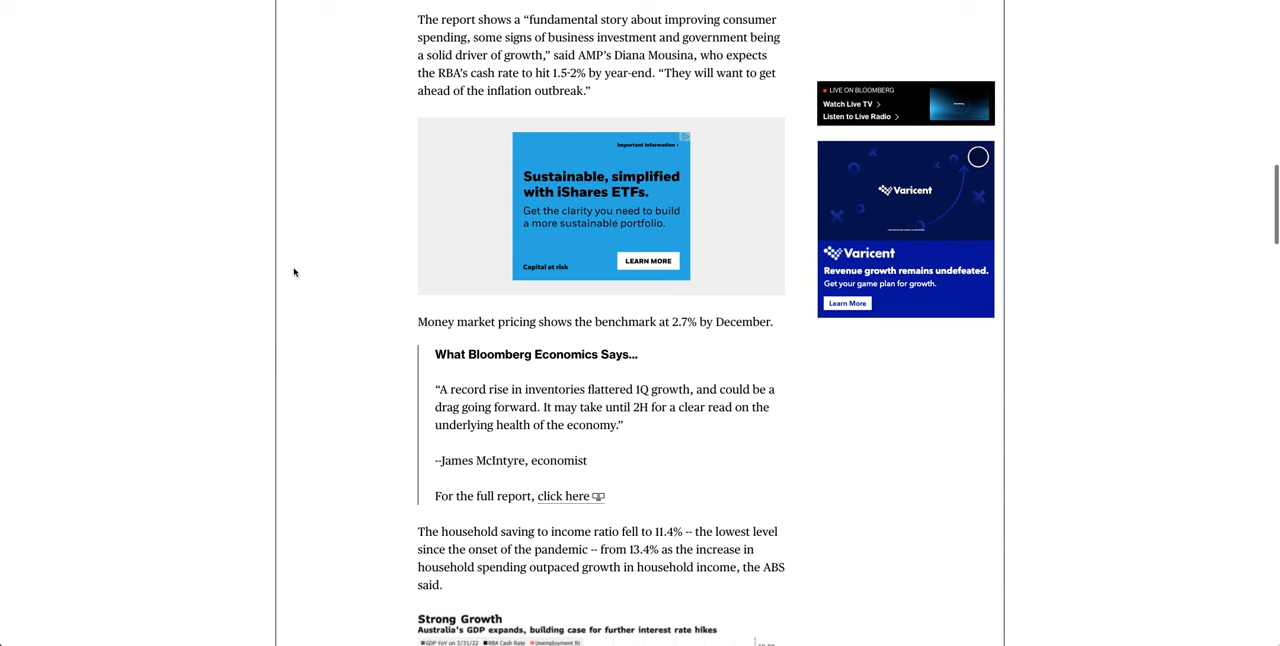 The report shows a “fundamental story about improving consumer
spending, some signs of business investment and government being
a solid driver of growth,” said AMP’s Diana Mousina, who expects
the RBA’s cash rate to hit 1.5-2% by year-end. “They will want to get
ahead of the inflation outbreak.”
LIVE ON BLOOMBERG
Watch Live TV >
Listen to Live Radio >
Important information
Sustainable, simplified
with iShares ETFs.
Get the clarity you need to build
a more sustainable portfolio.
Capital at risk
LEARN MORE
Varicent
Varicent
Revenue growth remains undefeated.
Get your game plan for growth.
Learn More
Money market pricing shows the benchmark at 2.7% by December.
What Bloomberg Economics Says...
“A record rise in inventories flattered 1Q growth, and could be a
drag going forward. It may take until 2H for a clear read on the
underlying health of the economy.”
--James McIntyre, economist
For the full report, click here
The household saving to income ratio fell to 11.4% -- the lowest level
since the onset of the pandemic -- from 13.4% as the increase in
household spending outpaced growth in household income, the ABS
said.
Strong Growth
Australia's GDP expands, building case for further interest rate hikes
GDP YoY on 3/31/22 RBA Cash Rate Unemployment Rt